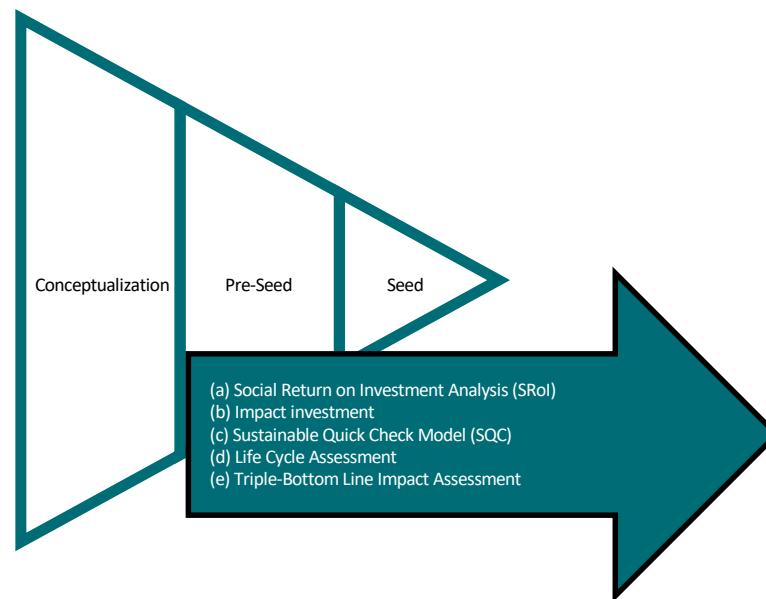 Conceptualization
Pre-Seed
Seed
(a) Social Return on Investment Analysis (SRoI)
(b) Impact investment
(c) Sustainable Quick Check Model (SQC)
(d) Life Cycle Assessment
(e) Triple-Bottom Line Impact Assessment